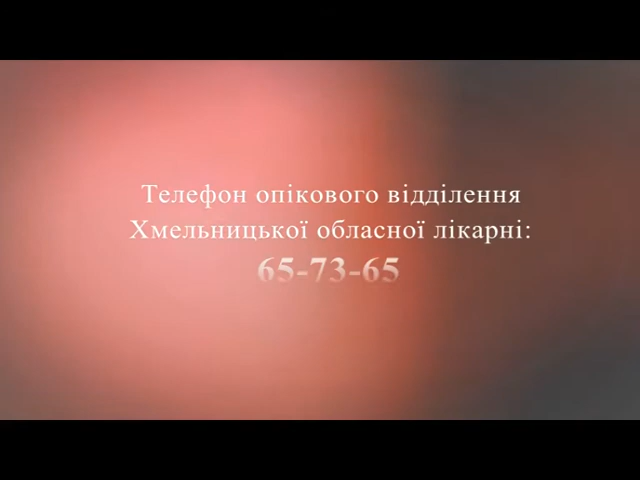 Телефон опікового відділення
Хмельницької обласної лікарні:
65-73-65